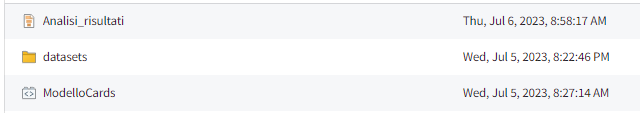 Analisi_risultati Thu, Jul 6, 2023, 8:58:17 AM
datasets Wed, Jul 5, 2023, 8:22:46 PM
ModelloCards Wed, Jul 5, 2023, 8:27:14 AM